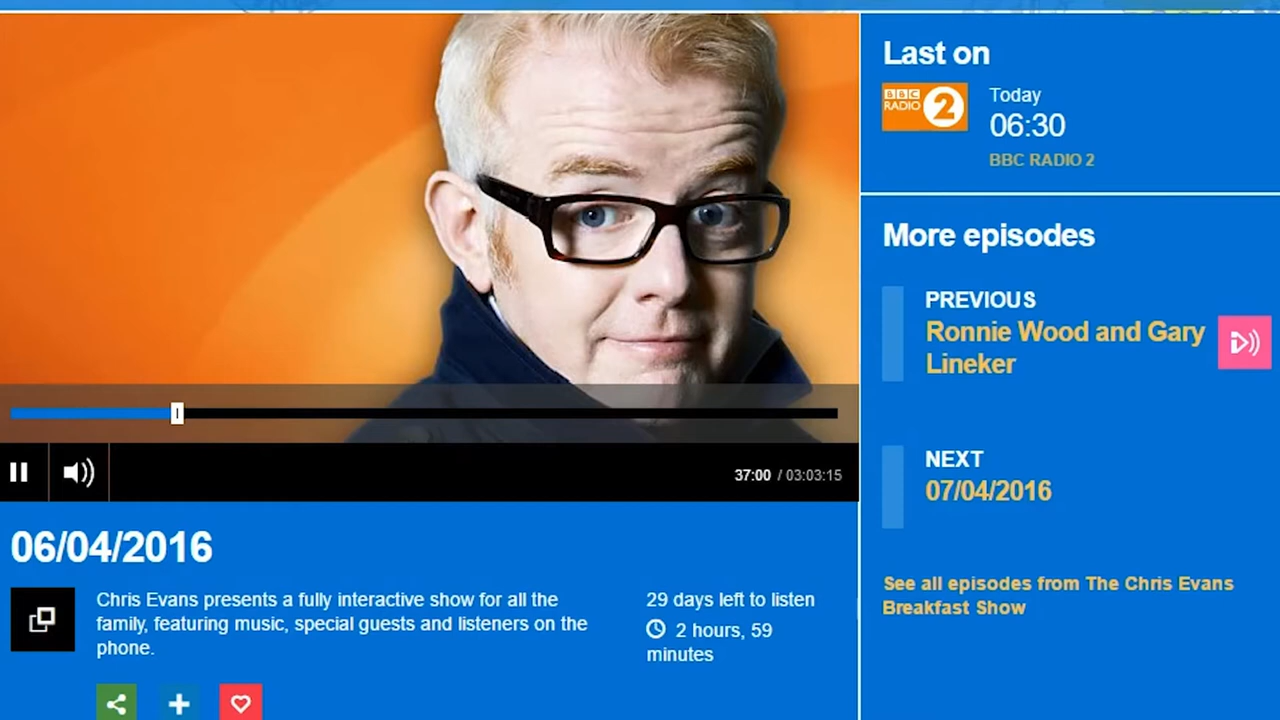 Last on
BBC
RADIO 2
Today
06:30
BBC RADIO 2
More episodes
PREVIOUS
Ronnie Wood and Gary
Lineker
NEXT
07/04/2016
See all episodes from The Chris Evans
Breakfast Show
37:00 / 03:03:15
06/04/2016
Chris Evans presents a fully interactive show for all the
family, featuring music, special guests and listeners on the
phone.
29 days left to listen
2 hours, 59
minutes